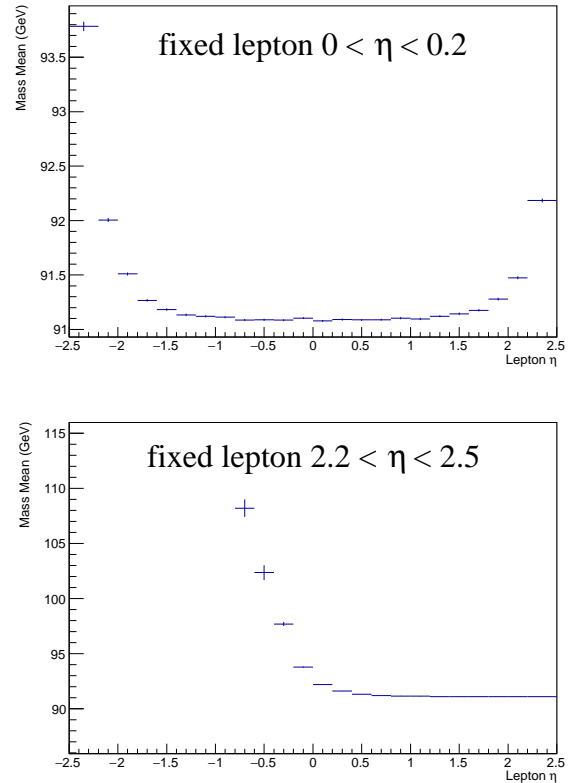 fixed lepton 0 < η < 0.2
Mass Mean (GeV)
93.5
93
92.5
92
91.5
91
−2.5 −2 −1.5 −1 −0.5 0 0.5 1 1.5 2 2.5
Lepton η
fixed lepton 2.2 < η < 2.5
Mass Mean (GeV)
115
110
105
100
95
90
−2.5 −2 −1.5 −1 −0.5 0 0.5 1 1.5 2 2.5
Lepton η